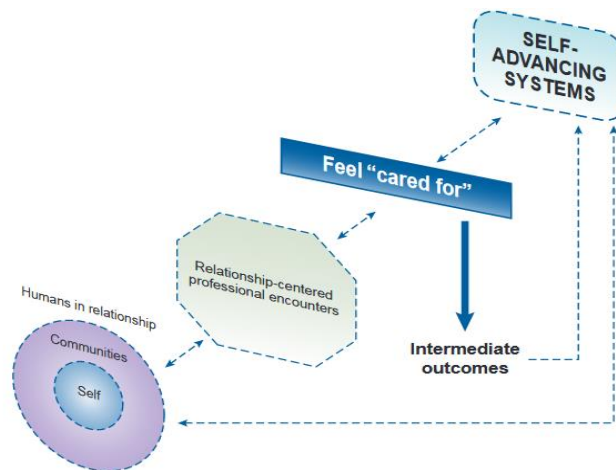 SELF-
ADVANCING
SYSTEMS
Feel “cared for”
Relationship-centered
professional encounters
Humans in relationship
Communities
Self
Intermediate
outcomes